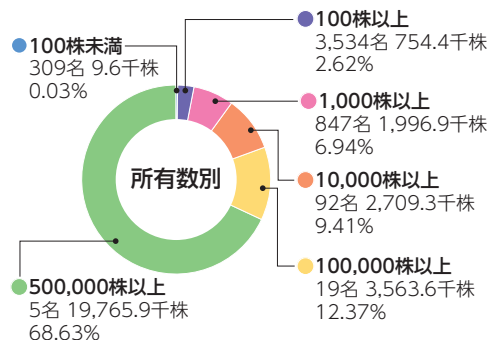 100株未満
309名 9.6千株
0.03%
100株以上
3,534名 754.4千株
2.62%
1,000株以上
847名 1,996.9千株
6.94%
10,000株以上
92名 2,709.3千株
9.41%
100,000株以上
19名 3,563.6千株
12.37%
500,000株以上
5名 19,765.9千株
68.63%
所有数別